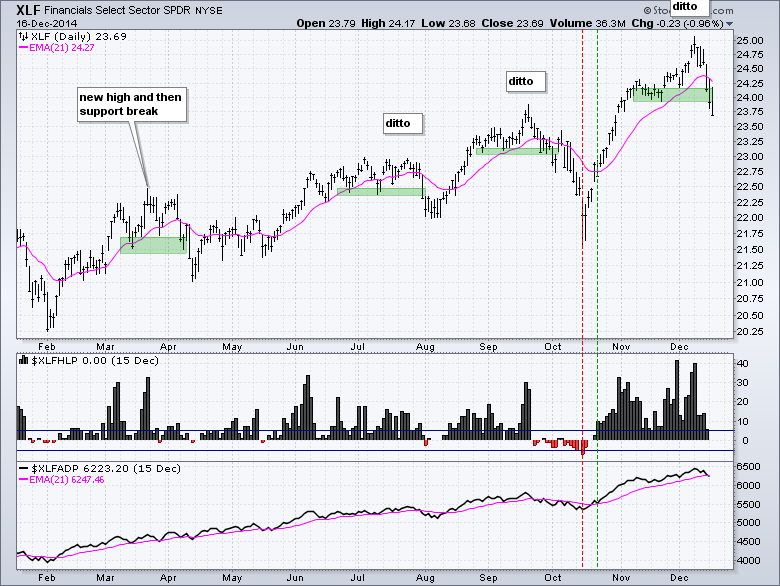 XLF Financials Select Sector SPDR NYSE
ditto
16-Dec-2014
Open 23.79 High 24.17 Low 23.68 Close 23.69 Volume 36.3M Chg -0.23 (-0.96%)
XLF (Daily) 23.69
EMA(21) 24.27
new high and then
support break
ditto
ditto
25.00
24.75
24.50
24.25
24.00
23.75
23.50
23.25
23.00
22.75
22.50
22.25
22.00
21.75
21.50
21.25
21.00
20.75
20.50
20.25
Feb Mar Apr May Jun Jul Aug Sep Oct Nov Dec
$XLFHLP 0.00 (15 Dec)
40
30
20
10
0
$XLFADP 6223.20 (15 Dec)
EMA(21) 6247.46
6500
6000
5500
5000
4500
4000
Feb Mar Apr May Jun Jul Aug Sep Oct Nov Dec